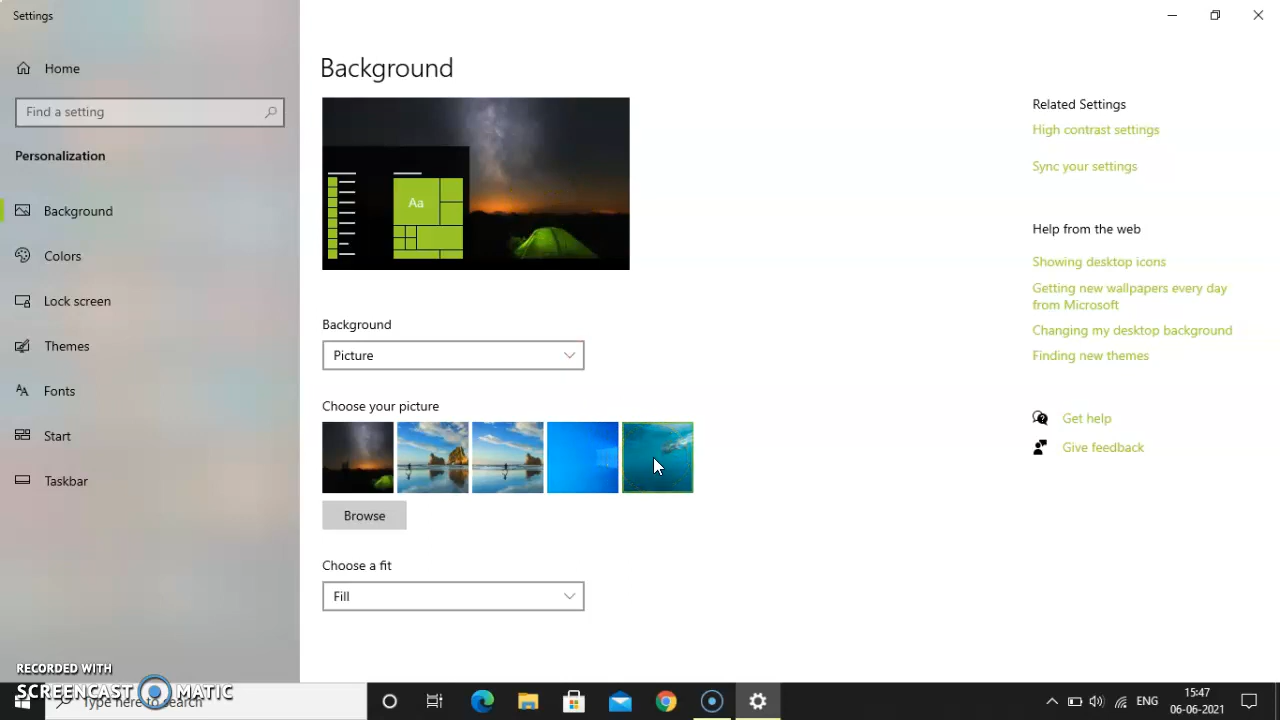 Settings
Home
Find a setting
Personalization
Background
Colors
Lock screen
Themes
Fonts
Start
Taskbar
Background
Aa
Background
Picture
Choose your picture
Browse
Choose a fit
Fill
Related Settings
High contrast settings
Sync your settings
Help from the web
Showing desktop icons
Getting new wallpapers every day
from Microsoft
Changing my desktop background
Finding new themes
Get help
Give feedback
RECORDED WITH
SCREENCAST MATIC
Type here to search
ENG
15:47
06-06-2021